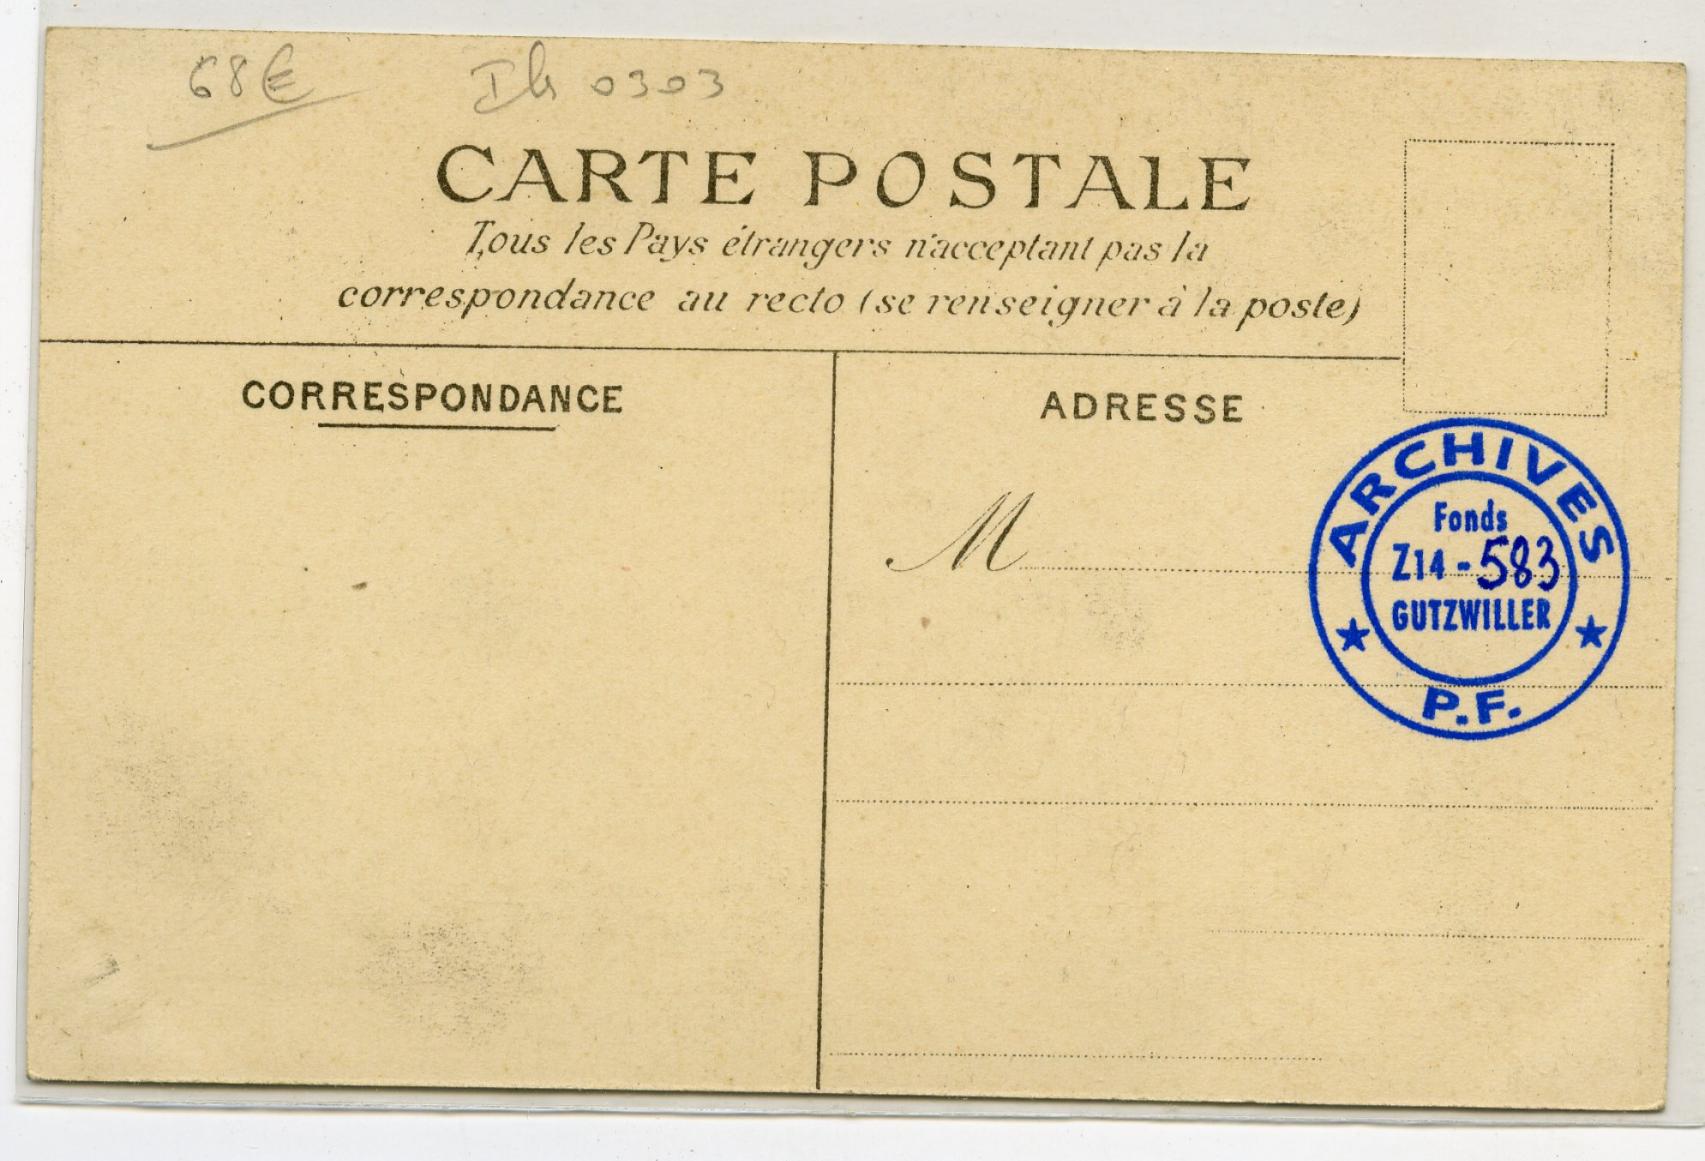 68€ 0303
CARTE POSTALE
Tous les Pays étrangers n'acceptant pas la
correspondance au recto (se renseigner à la poste)
CORRESPONDANCE
ADRESSE
M
ARCHIVES
Fonds
Z14-583
GUTZWILLER
P.F.